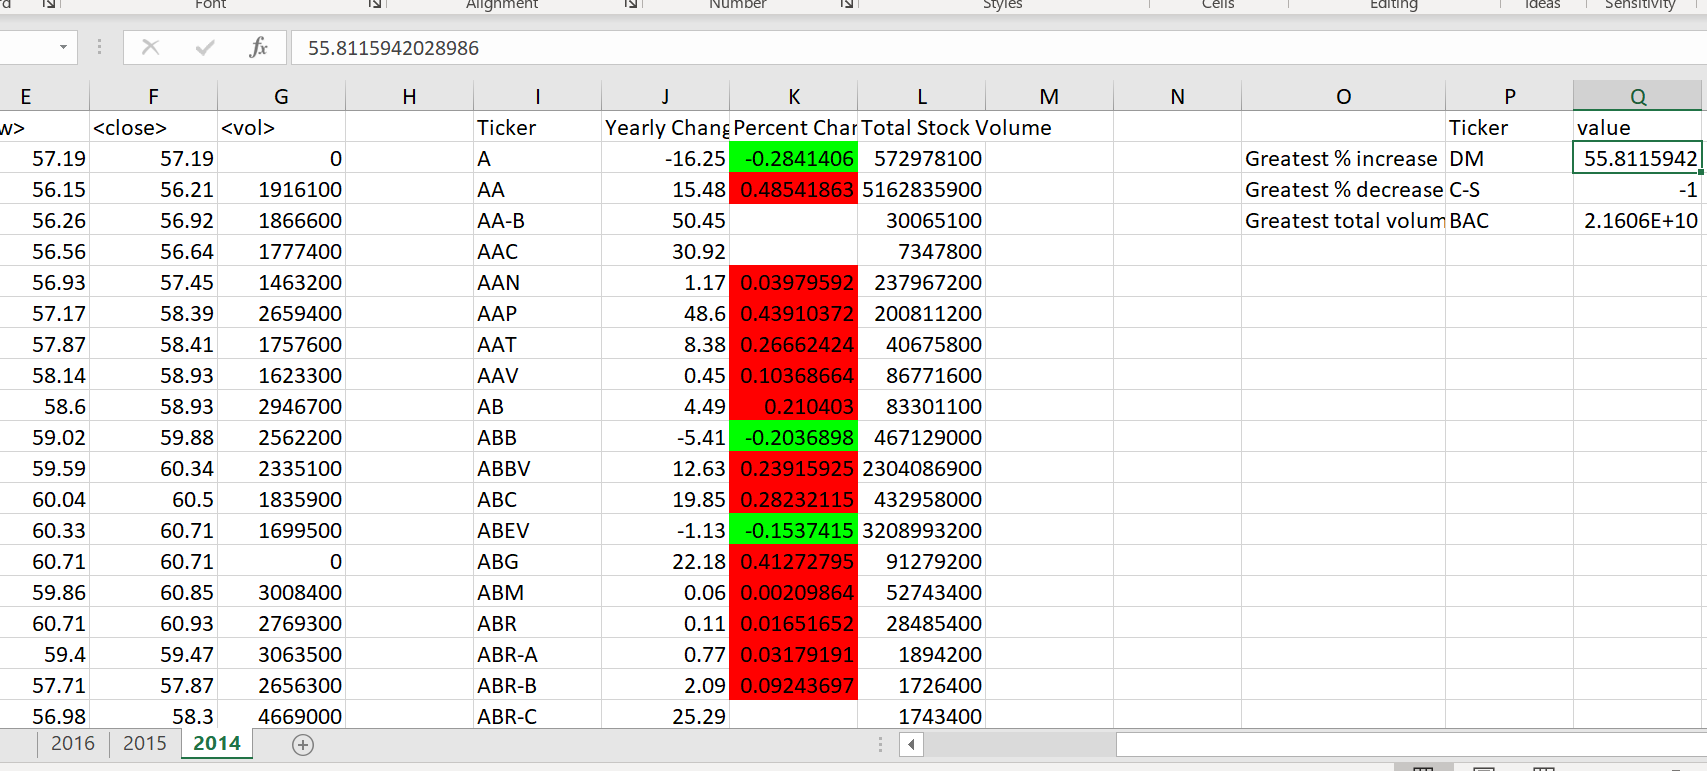 Font Alignment Number Styles Cells Editing Ideas Sensitivity
fx 55.8115942028986
E F G H I J K L M N O P Q
w> <close> <vol> Ticker Yearly Chang Percent Char Total Stock Volume Ticker value
57.19 57.19 0 A -16.25 -0.2841406 572978100 Greatest % increase DM 55.8115942
56.15 56.21 1916100 AA 15.48 0.48541863 5162835900 Greatest % decrease C-S -1
56.26 56.92 1866600 AA-B 50.45 30065100 Greatest total volum BAC 2.1606E+10
56.56 56.64 1777400 AAC 30.92 7347800
56.93 57.45 1463200 AAN 1.17 0.03979592 237967200
57.17 58.39 2659400 AAP 48.6 0.43910372 200811200
57.87 58.41 1757600 AAT 8.38 0.26662424 40675800
58.14 58.93 1623300 AAV 0.45 0.10368664 86771600
58.6 58.93 2946700 AB 4.49 0.210403 83301100
59.02 59.88 2562200 ABB -5.41 -0.2036898 467129000
59.59 60.34 2335100 ABBV 12.63 0.23915925 2304086900
60.04 60.5 1835900 ABC 19.85 0.28232115 432958000
60.33 60.71 1699500 ABEV -1.13 -0.1537415 3208993200
60.71 60.71 0 ABG 22.18 0.41272795 91279200
59.86 60.85 3008400 ABM 0.06 0.00209864 52743400
60.71 60.93 2769300 ABR 0.11 0.01651652 28485400
59.4 59.47 3063500 ABR-A 0.77 0.03179191 1894200
57.71 57.87 2656300 ABR-B 2.09 0.09243697 1726400
56.98 58.3 4669000 ABR-C 25.29 1743400
2016 2015 2014